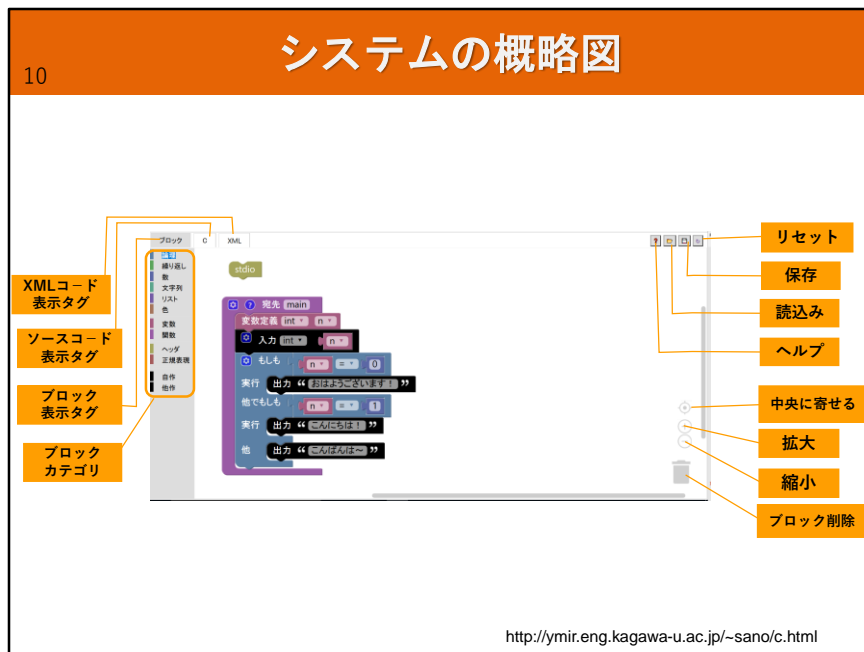 システムの概略図
10
ブロック C XML
論理
繰り返し
数
文字列
リスト
色
変数
関数
ヘッダ
正規表現
自作
他作
XMLコード
表示タグ
ソースコード
表示タグ
ブロック
表示タグ
ブロック
カテゴリ
stdio
? 宛先 main
変数定義 int n
入力 int n
もしも n = 0
実行 出力 “ おはようございます! ”
他でもしも n = 1
実行 出力 “ こんにちは! ”
他 出力 “ こんばんは～ ”
?
リセット
保存
読込み
ヘルプ
中央に寄せる
拡大
縮小
ブロック削除
http://ymir.eng.kagawa-u.ac.jp/~sano/c.html